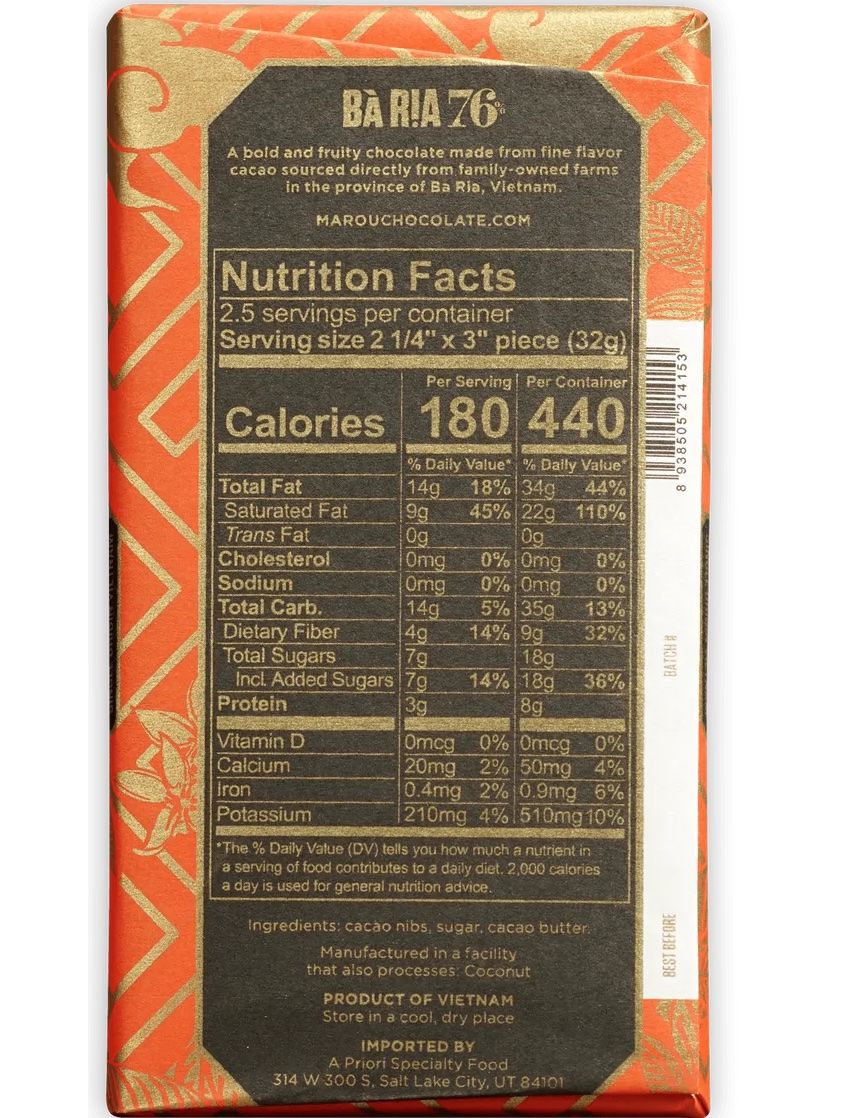 BÀ RỊA 76%
A bold and fruity chocolate made from fine flavor
cacao sourced directly from family-owned farms
in the province of Ba Ria, Vietnam.
MAROUCHOCOLATE.COM
Nutrition Facts
2.5 servings per container
Serving size 2 1/4" x 3" piece (32g)
Per Serving Per Container
Calories 180 440
% Daily Value* % Daily Value*
Total Fat 14g 18% 34g 44%
Saturated Fat 9g 45% 22g 110%
Trans Fat 0g 0g
Cholesterol 0mg 0% 0mg 0%
Sodium 0mg 0% 0mg 0%
Total Carb. 14g 5% 35g 13%
Dietary Fiber 4g 14% 9g 32%
Total Sugars 7g 18g
Incl. Added Sugars 7g 14% 18g 36%
Protein 3g 8g
Vitamin D 0mcg 0% 0mcg 0%
Calcium 20mg 2% 50mg 4%
Iron 0.4mg 2% 0.9mg 6%
Potassium 210mg 4% 510mg 10%
*The % Daily Value (DV) tells you how much a nutrient in
a serving of food contributes to a daily diet. 2,000 calories
a day is used for general nutrition advice.
Ingredients: cacao nibs, sugar, cacao butter.
Manufactured in a facility
that also processes: Coconut
PRODUCT OF VIETNAM
Store in a cool, dry place
IMPORTED BY
A Priori Specialty Food
314 W 300 S, Salt Lake City, UT 84101
8 938505 214153
BATCH #
BEST BEFORE